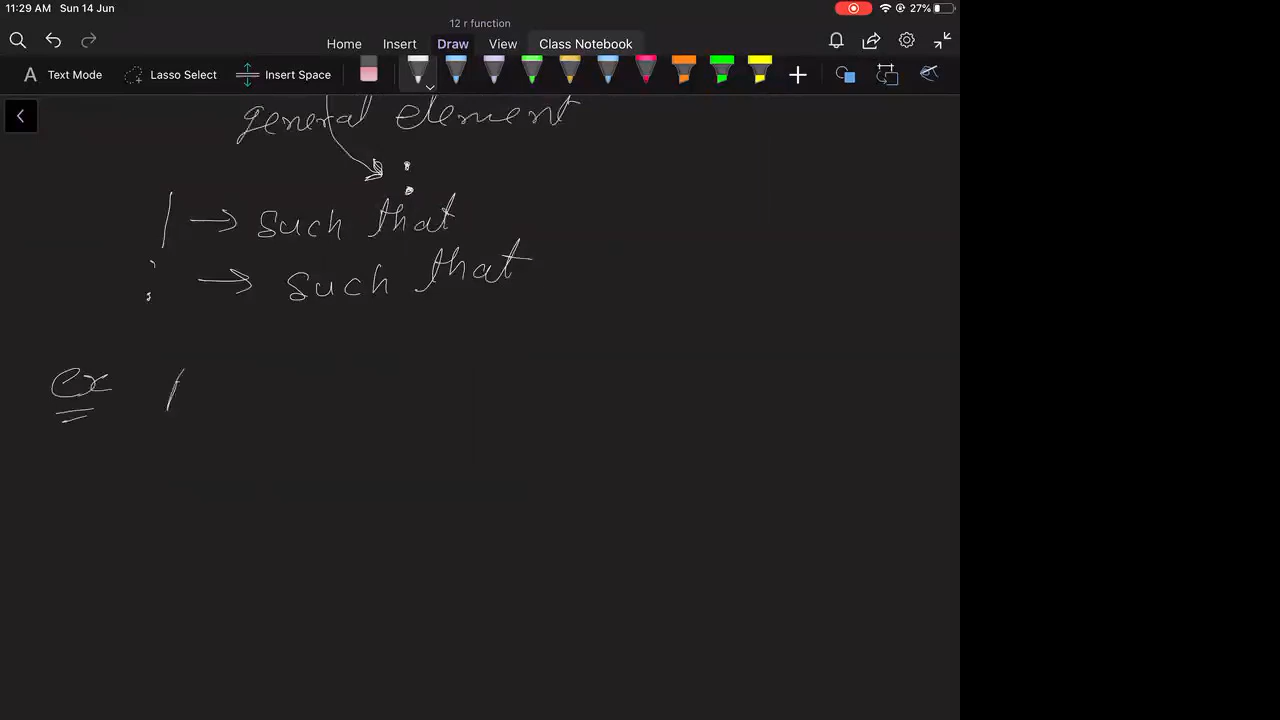 11:29 AM Sun 14 Jun
27%
12 r function
Home Insert Draw View Class Notebook
A Text Mode Lasso Select Insert Space
general element
:
| → such that
: → such that
ex